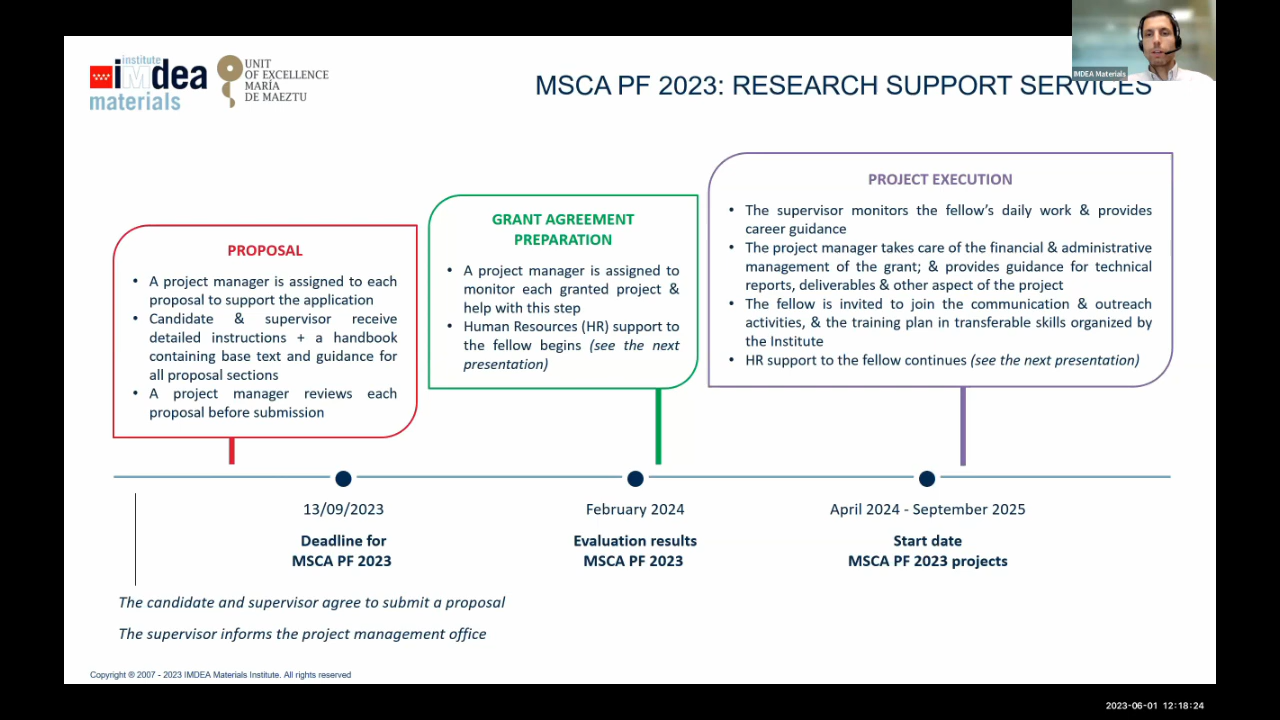 institute
iMdea
materials
UNIT
OF EXCELLENCE
MARÍA
DE MAEZTU
IMDEA Materials
MSCA PF 2023: RESEARCH SUPPORT SERVICES
PROPOSAL
• A project manager is assigned to each
proposal to support the application
• Candidate & supervisor receive
detailed instructions + a handbook
containing base text and guidance for
all proposal sections
• A project manager reviews each
proposal before submission
GRANT AGREEMENT
PREPARATION
• A project manager is assigned to
monitor each granted project &
help with this step
• Human Resources (HR) support to
the fellow begins (see the next
presentation)
PROJECT EXECUTION
• The supervisor monitors the fellow's daily work & provides
career guidance
• The project manager takes care of the financial & administrative
management of the grant; & provides guidance for technical
reports, deliverables & other aspect of the project
• The fellow is invited to join the communication & outreach
activities, & the training plan in transferable skills organized by
the Institute
• HR support to the fellow continues (see the next presentation)
13/09/2023
Deadline for
MSCA PF 2023
February 2024
Evaluation results
MSCA PF 2023
April 2024 - September 2025
Start date
MSCA PF 2023 projects
The candidate and supervisor agree to submit a proposal
The supervisor informs the project management office
Copyright ® 2007 - 2023 IMDEA Materials Institute. All rights reserved
2023-06-01 12:18:24